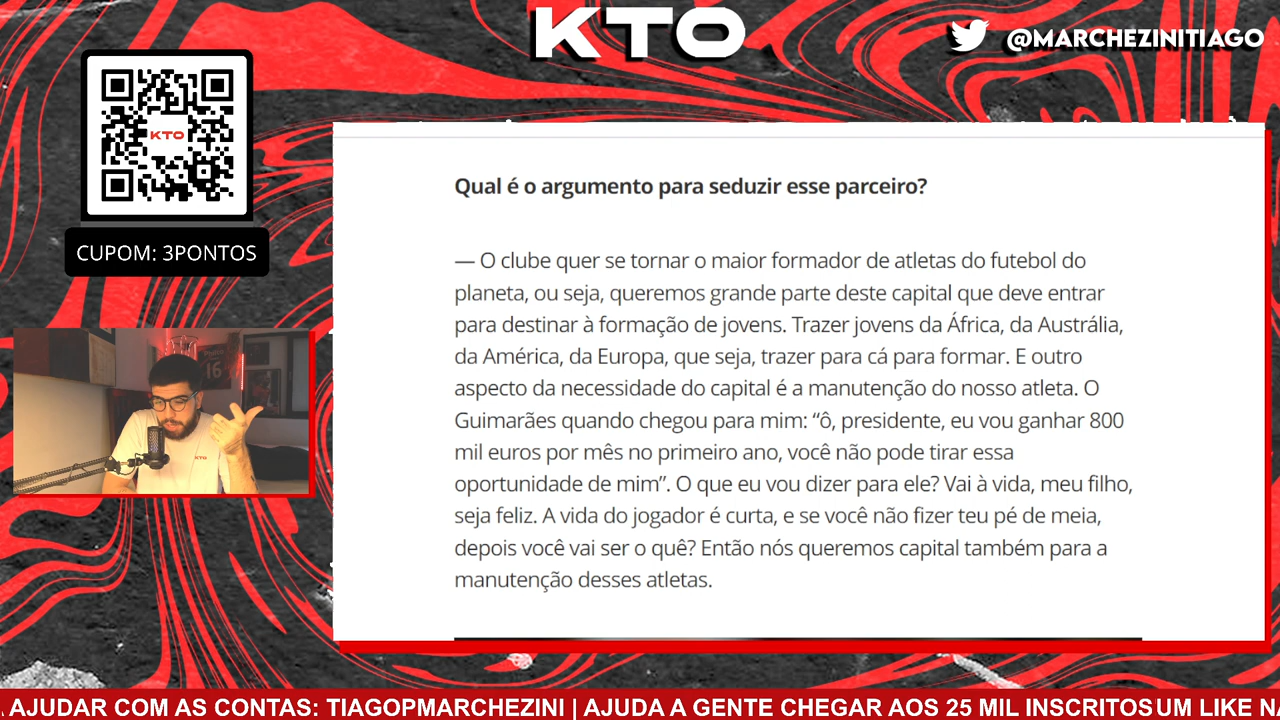 KTO
@MARCHEZINITIAGO
KTO
CUPOM: 3PONTOS
Qual é o argumento para seduzir esse parceiro?
— O clube quer se tornar o maior formador de atletas do futebol do
planeta, ou seja, queremos grande parte deste capital que deve entrar
para destinar à formação de jovens. Trazer jovens da África, da Austrália,
da América, da Europa, que seja, trazer para cá para formar. E outro
aspecto da necessidade do capital é a manutenção do nosso atleta. O
Guimarães quando chegou para mim: “ô, presidente, eu vou ganhar 800
mil euros por mês no primeiro ano, você não pode tirar essa
oportunidade de mim”. O que eu vou dizer para ele? Vai à vida, meu filho,
seja feliz. A vida do jogador é curta, e se você não fizer teu pé de meia,
depois você vai ser o quê? Então nós queremos capital também para a
manutenção desses atletas.
16
KTO
AJUDAR COM AS CONTAS: TIAGOPMARCHEZINI | AJUDA A GENTE CHEGAR AOS 25 MIL INSCRITOSUM LIKE